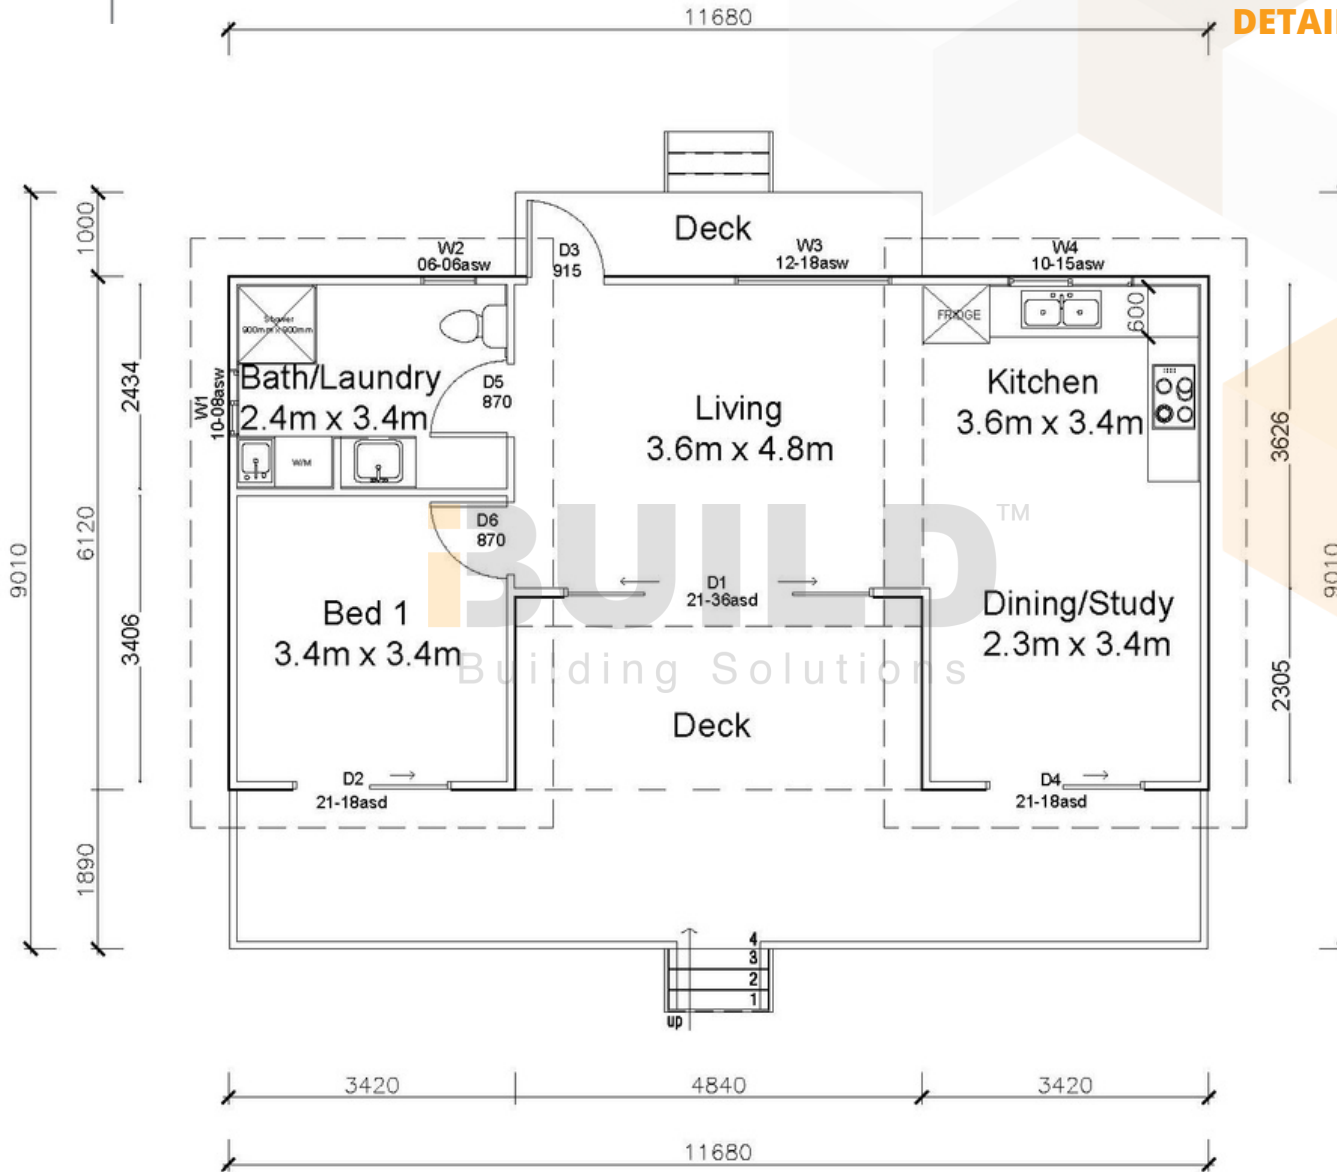 11680
DETAI
Deck
W2
06-06asw
D3
915
W3
12-18asw
W4
10-15asw
1000
Shower
900mm x 900mm
FRIDGE
600
2434
W1
10-08asw
Bath/Laundry
2.4m x 3.4m
D5
870
Living
3.6m x 4.8m
Kitchen
3.6m x 3.4m
3626
W/M
D6
870
iBUILD™
Building Solutions
6120
9010
9010
D1
21-36asd
Bed 1
3.4m x 3.4m
Dining/Study
2.3m x 3.4m
3406
2305
Deck
D2
21-18asd
D4
21-18asd
1890
4
3
2
1
up
3420
4840
3420
11680